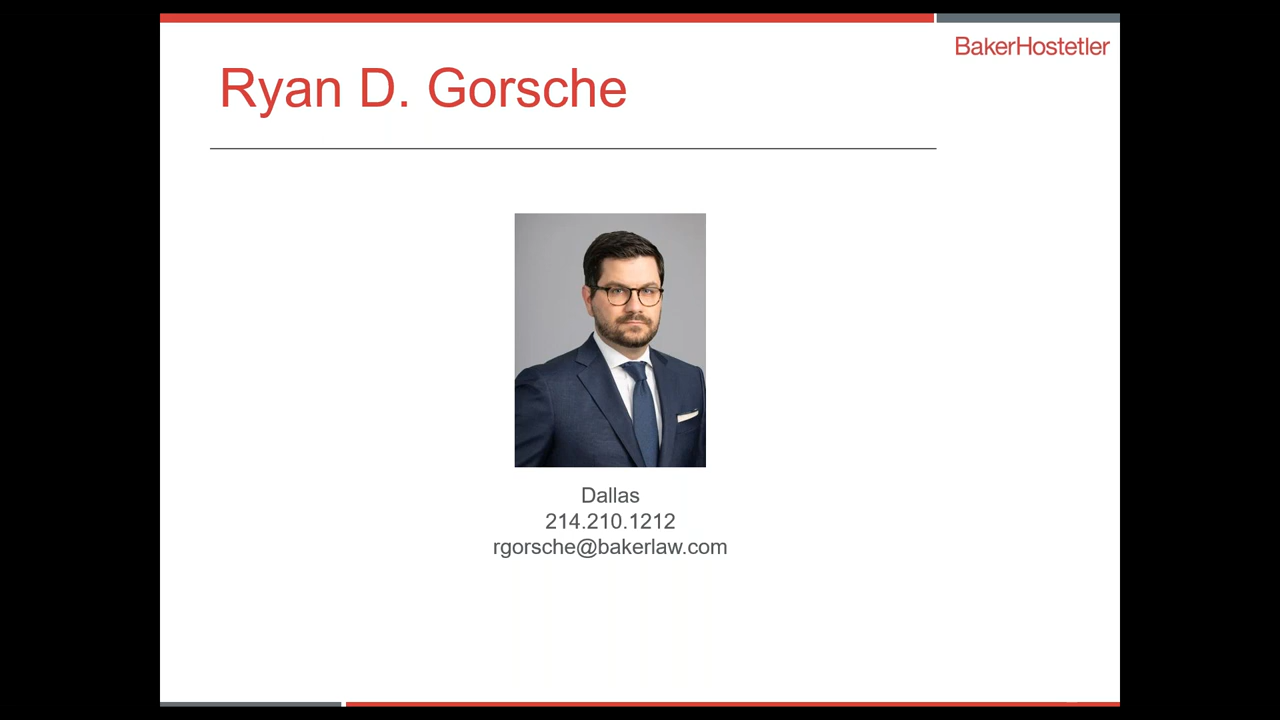 BakerHostetler
Ryan D. Gorsche
Dallas
214.210.1212
rgorsche@bakerlaw.com